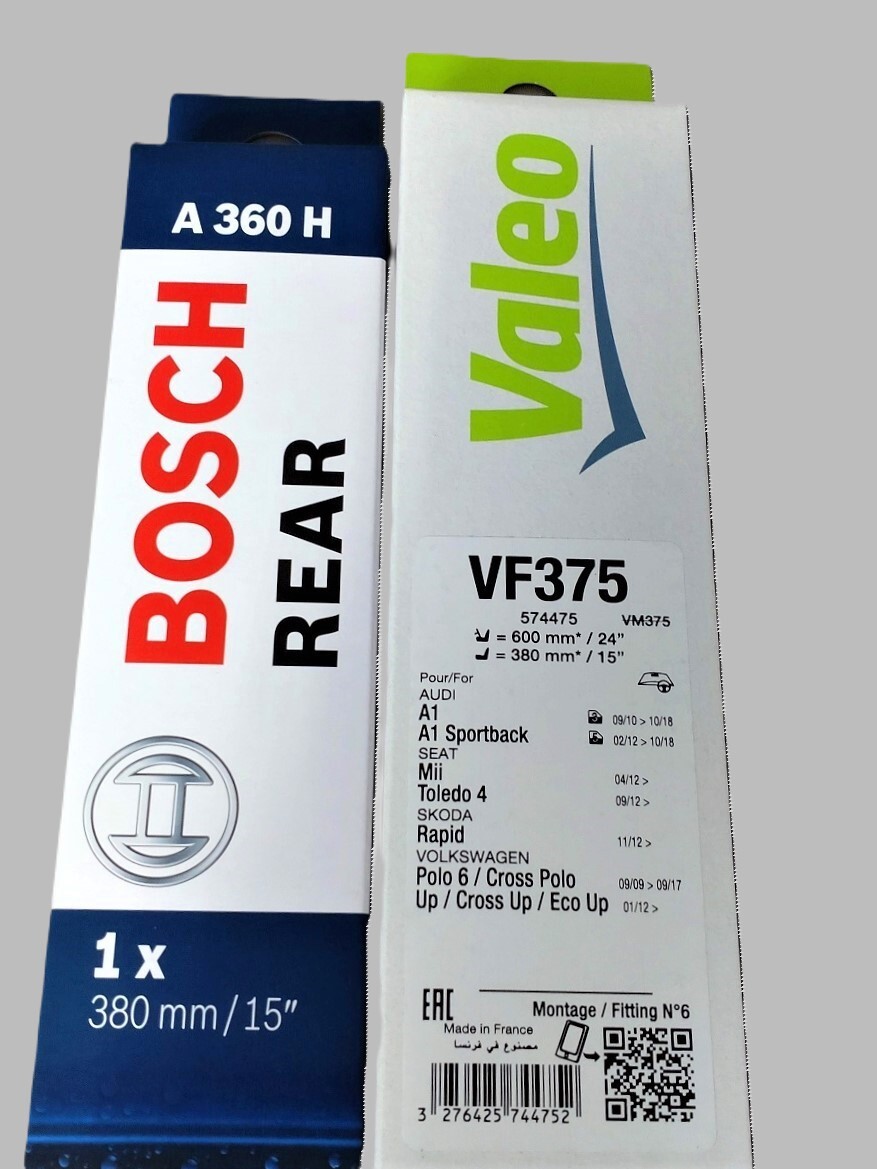 A 360 H
BOSCH
REAR
1 x
380 mm / 15″
Valeo
VF375
574475 VM375
= 600 mm* / 24”
= 380 mm* / 15”
Pour/For
AUDI
A1 09/10 > 10/18
A1 Sportback 02/12 > 10/18
SEAT
Mii 04/12 >
Toledo 4 09/12 >
SKODA
Rapid 11/12 >
VOLKSWAGEN
Polo 6 / Cross Polo 09/09 > 09/17
Up / Cross Up / Eco Up 01/12 >
EAC
Montage / Fitting N°6
Made in France
مصنوع في فرنسا
3 276425 744752